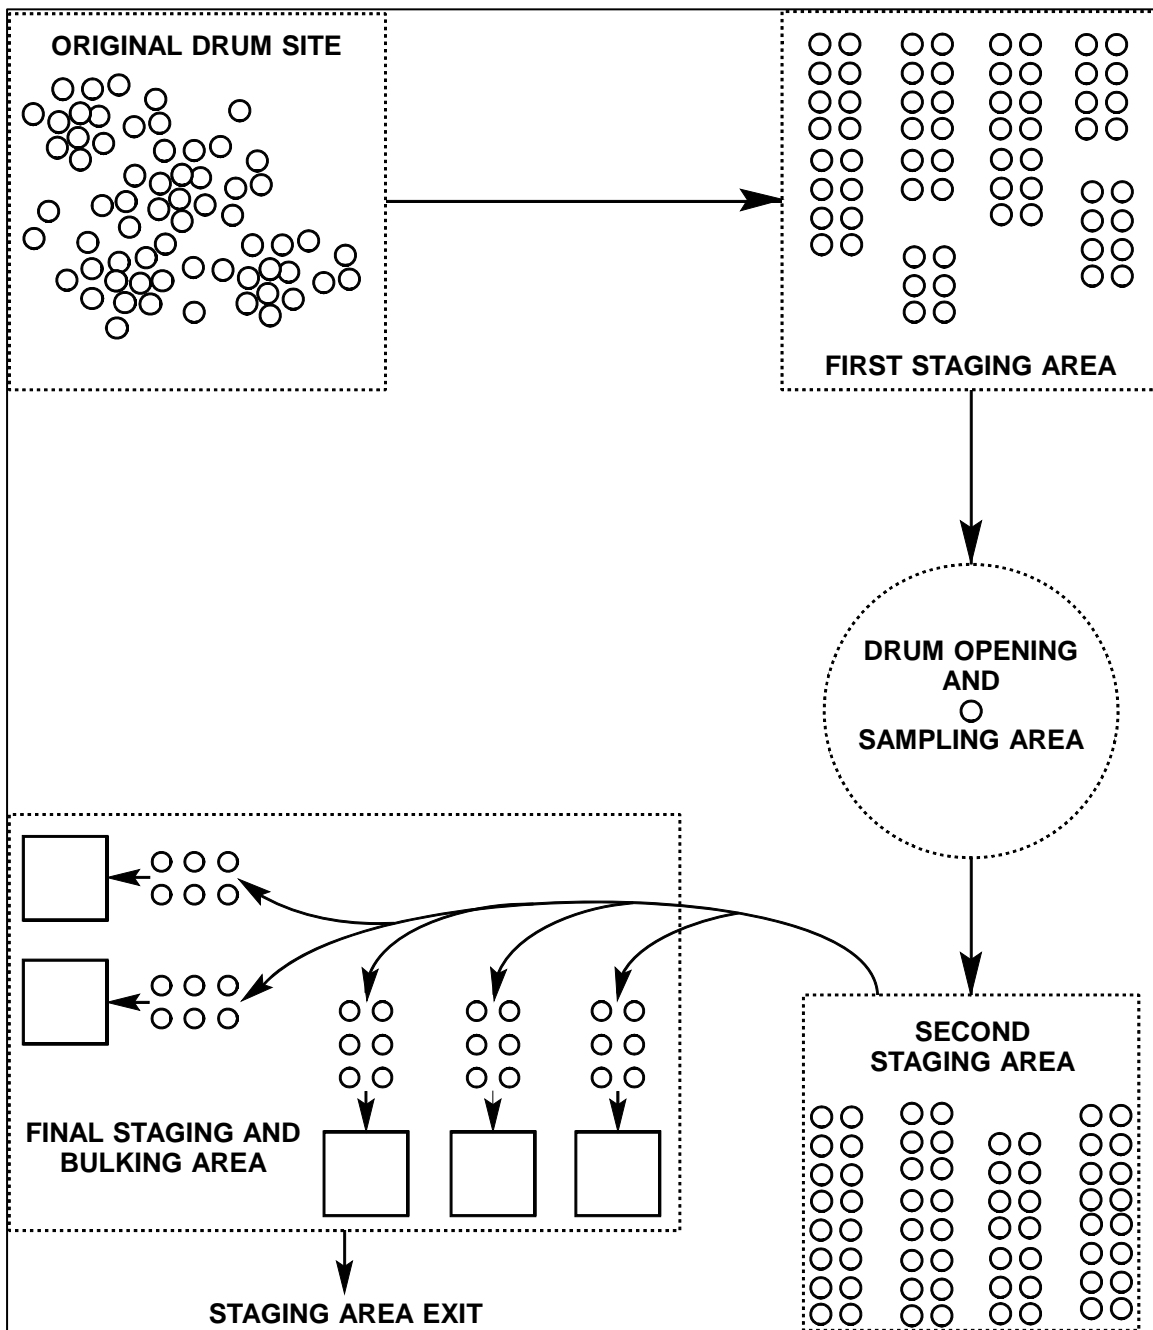 ORIGINAL DRUM SITE
FIRST STAGING AREA
DRUM OPENING
AND
SAMPLING AREA
SECOND
STAGING AREA
FINAL STAGING AND
BULKING AREA
STAGING AREA EXIT